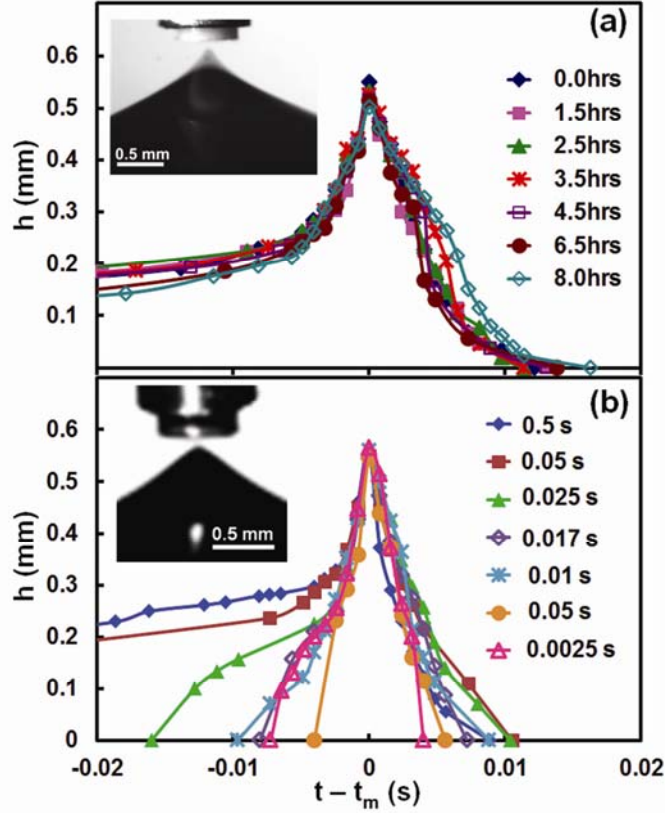 (a)
0.6
0.5
0.4
0.3
0.2
0.1
h (mm)
0.5 mm
0.0hrs
1.5hrs
2.5hrs
3.5hrs
4.5hrs
6.5hrs
8.0hrs
(b)
0.6
0.5
0.4
0.3
0.2
0.1
0
h (mm)
0.5 mm
0.5 s
0.05 s
0.025 s
0.017 s
0.01 s
0.05 s
0.0025 s
-0.02 -0.01 0 0.01 0.02
t – tm (s)